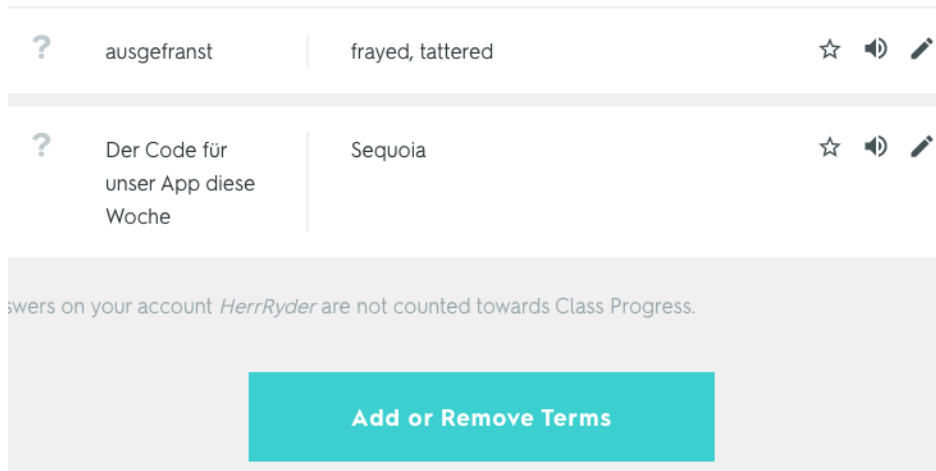 ausgefranst frayed, tattered
Der Code für Sequoia
unser App diese
Woche
swers on your account HerrRyder are not counted towards Class Progress.
Add or Remove Terms